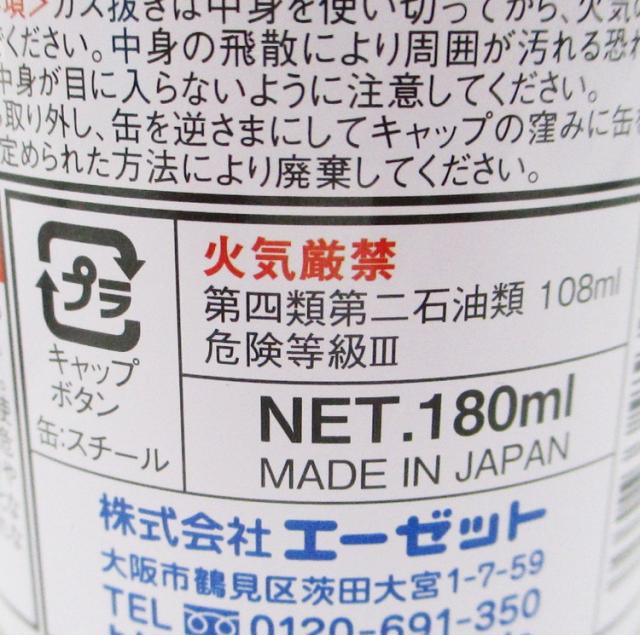 項＞ガス抜きは中身を使い切ってから、火気の
ください。中身の飛散により周囲が汚れる恐れ
中身が目に入らないように注意してください。
取り外し、缶を逆さまにしてキャップの窪みに缶を
定められた方法により廃棄してください。
プラ
キャップ
ボタン
缶：スチール
火気厳禁
第四類第二石油類 108ml
危険等級Ⅲ
NET.180ml
MADE IN JAPAN
株式会社 エーゼット
大阪市鶴見区茨田大宮1-7-59
TEL 0120-691-350